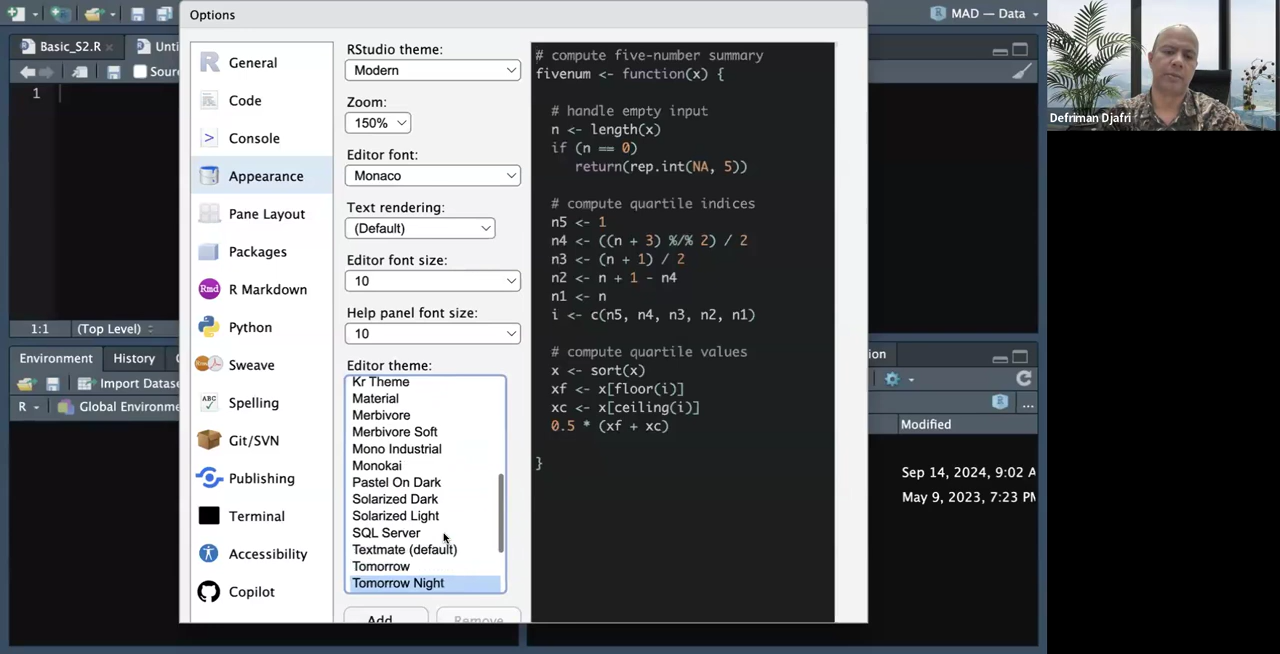 Options
MAD — Data
Basic_S2.R
Unti
Sour
1
1:1
(Top Level)
Environment
History
Import Datase
R
Global Environme
General
Code
Console
Appearance
Pane Layout
Packages
R Markdown
Python
Sweave
Spelling
Git/SVN
Publishing
Terminal
Accessibility
Copilot
RStudio theme:
Modern
Zoom:
150%
Editor font:
Monaco
Text rendering:
(Default)
Editor font size:
10
Help panel font size:
10
Editor theme:
Kr Theme
Material
Merbivore
Merbivore Soft
Mono Industrial
Monokai
Pastel On Dark
Solarized Dark
Solarized Light
SQL Server
Textmate (default)
Tomorrow
Tomorrow Night
Add
Remove
# compute five-number summary
fivenum <- function(x) {
# handle empty input
n <- length(x)
if (n == 0)
return(rep.int(NA, 5))
# compute quartile indices
n5 <- 1
n4 <- ((n + 3) %/% 2) / 2
n3 <- (n + 1) / 2
n2 <- n + 1 - n4
n1 <- n
i <- c(n5, n4, n3, n2, n1)
# compute quartile values
x <- sort(x)
xf <- x[floor(i)]
xc <- x[ceiling(i)]
0.5 * (xf + xc)
}
ion
...
Modified
Sep 14, 2024, 9:02 A
May 9, 2023, 7:23 PM
Defriman Djafri